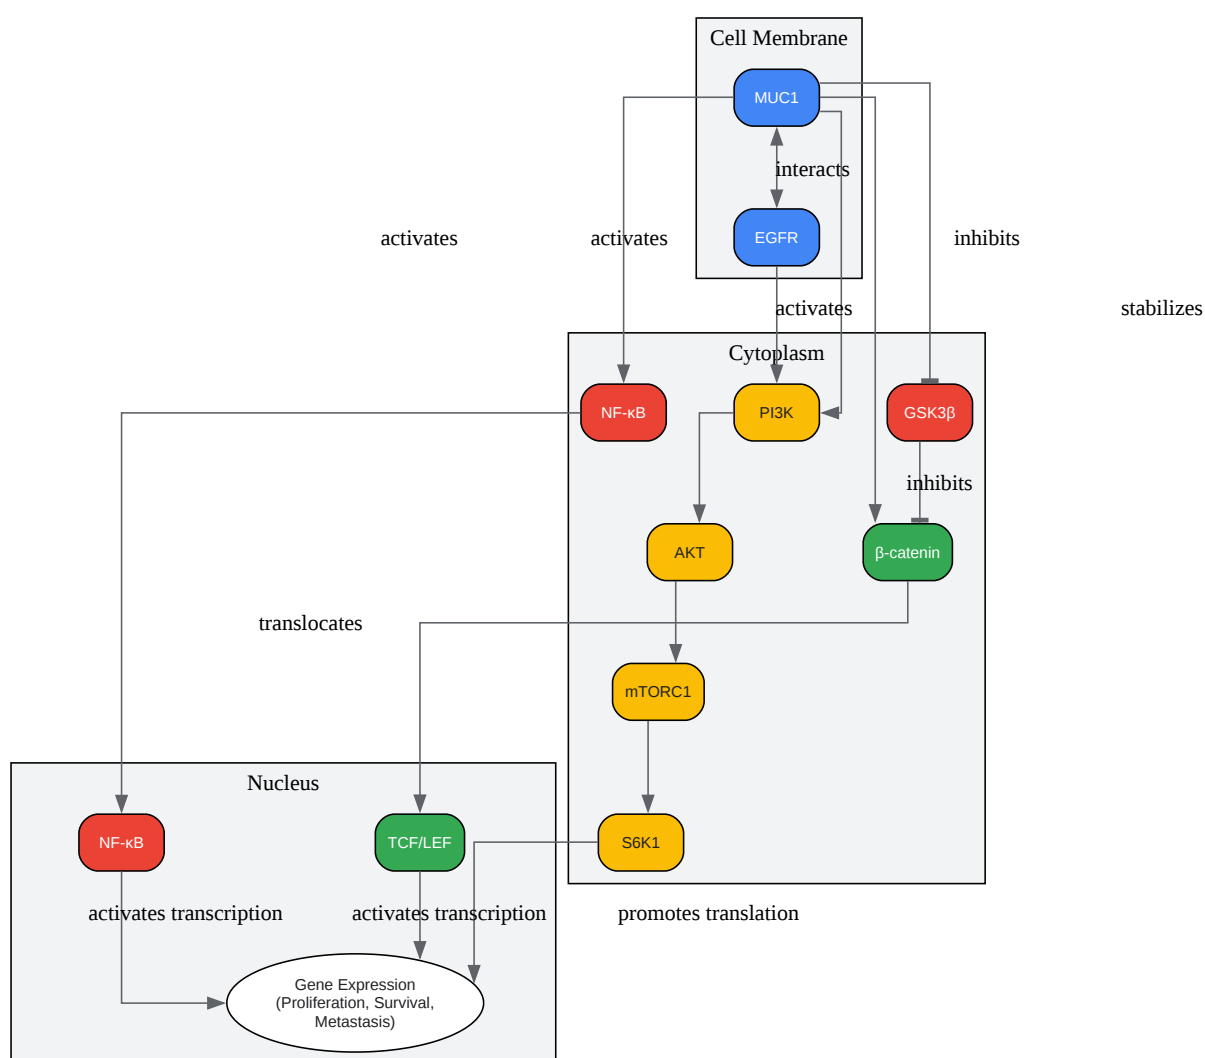 Cell Membrane
MUC1
interacts
EGFR
activates
activates
inhibits
activates
stabilizes
Cytoplasm
NF-κB
PI3K
GSK3β
inhibits
AKT
β-catenin
translocates
mTORC1
Nucleus
NF-κB
TCF/LEF
S6K1
activates transcription
activates transcription
promotes translation
Gene Expression
(Proliferation, Survival,
Metastasis)